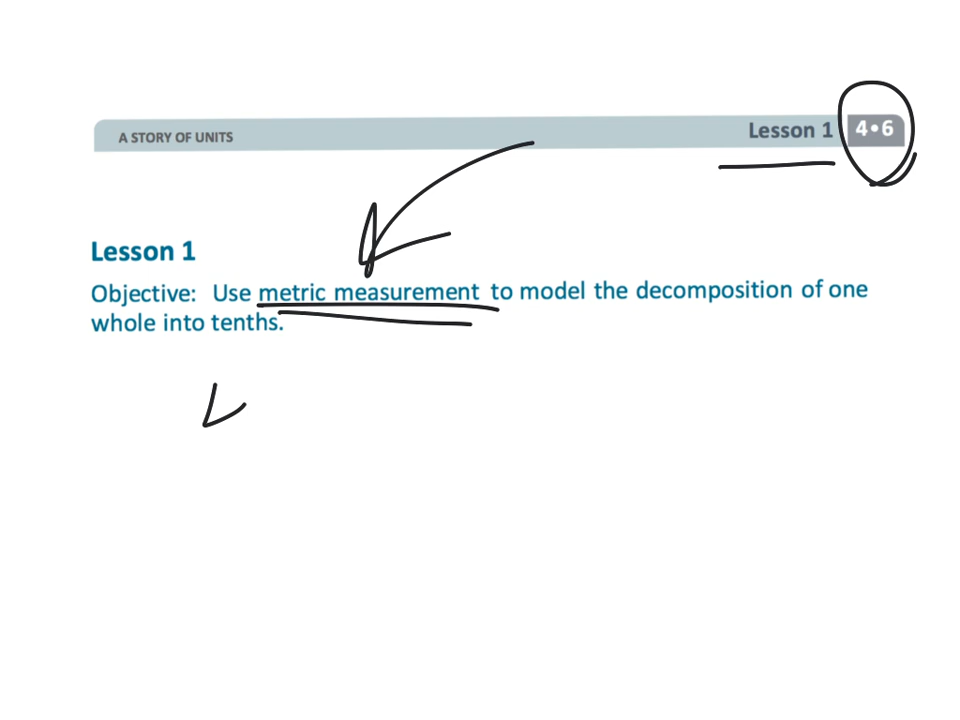 A STORY OF UNITS
Lesson 1
4•6
Lesson 1
Objective: Use metric measurement to model the decomposition of one
whole into tenths.